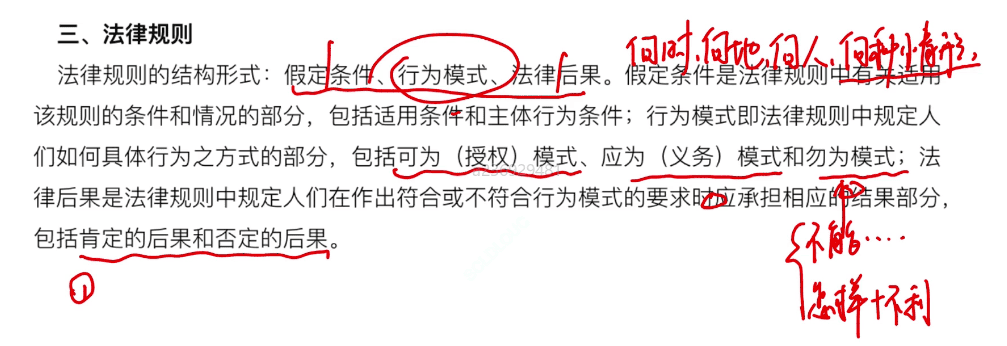 三、法律规则
何时、何地、何人、何种小情形,
法律规则的结构形式：假定条件、行为模式、法律后果。假定条件是法律规则中有关适用
该规则的条件和情况的部分，包括适用条件和主体行为条件；行为模式即法律规则中规定人
们如何具体行为之方式的部分，包括可为（授权）模式、应为（义务）模式和勿为模式；法
律后果是法律规则中规定人们在作出符合或不符合行为模式的要求时应承担相应的结果部分，
包括肯定的后果和否定的后果。
不能····
怎样+不利